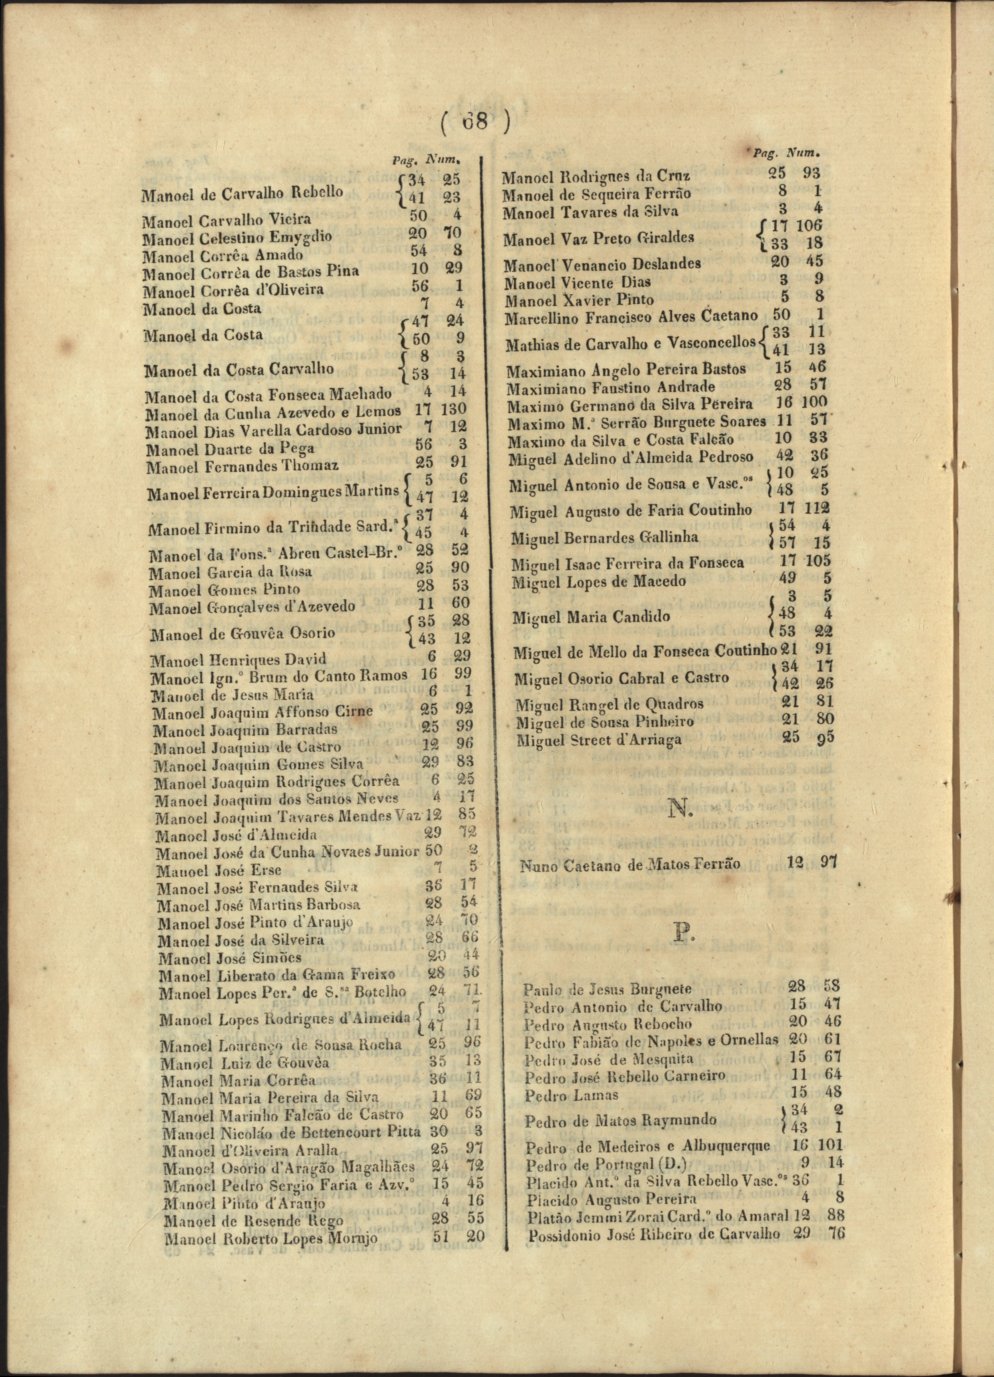 ( 68 )
Pag. Num.
Manoel de Carvalho Rebello { 34 25
41 23
Manoel Carvalho Vieira 50 4
Manoel Celestino Emygdio 20 70
Manoel Corrêa Amado 54 8
Manoel Corrêa de Bastos Pina 10 29
Manoel Corrêa d'Oliveira 56 1
Manoel da Costa 7 4
Manoel da Costa { 47 24
50 9
Manoel da Costa Carvalho { 8 3
53 14
Manoel da Costa Fonseca Machado 4 14
Manoel da Cunha Azevedo e Lemos 17 130
Manoel Dias Varella Cardoso Junior 7 12
Manoel Duarte da Pega 56 3
Manoel Fernandes Thomaz 25 91
Manoel Ferreira Domingues Martins { 5 6
47 12
Manoel Firmino da Trindade Sard.ª { 37 4
45 4
Manoel da Fons.ª Abreu Castel-Br.º 28 52
Manoel Garcia da Rosa 25 90
Manoel Gomes Pinto 28 53
Manoel Gonçalves d'Azevedo 11 60
Manoel de Gouvêa Osorio { 35 28
43 12
Manoel Henriques David 6 29
Manoel Ign.º Brum do Canto Ramos 16 99
Manoel de Jesus Maria 6 1
Manoel Joaquim Affonso Cirne 25 92
Manoel Joaquim Barradas 25 99
Manoel Joaquim de Castro 12 96
Manoel Joaquim Gomes Silva 29 83
Manoel Joaquim Rodrigues Corrêa 6 25
Manoel Joaquim dos Santos Neves 4 17
Manoel Joaquim Tavares Mendes Vaz 12 85
Manoel José d'Almeida 29 72
Manoel José da Cunha Novaes Junior 50 2
Manoel José Erse 7 5
Manoel José Fernandes Silva 36 17
Manoel José Martins Barbosa 28 54
Manoel José Pinto d'Araujo 24 70
Manoel José da Silveira 28 66
Manoel José Simões 20 44
Manoel Liberato da Gama Freixo 28 56
Manoel Lopes Per.ª de S.ª Botelho 24 71
Manoel Lopes Rodrigues d'Almeida { 5 7
47 11
Manoel Lourenço de Sousa Rocha 25 96
Manoel Luiz de Gouvêa 35 13
Manoel Maria Corrêa 36 11
Manoel Maria Pereira da Silva 11 69
Manoel Marinho Falcão de Castro 20 65
Manoel Nicoláo de Bettencourt Pitta 30 3
Manoel d'Oliveira Aralla 25 97
Manoel Osorio d'Aragão Magalhães 24 72
Manoel Pedro Sergio Faria e Azv.º 15 45
Manoel Pinto d'Araujo 4 16
Manoel de Resende Rego 28 55
Manoel Roberto Lopes Morujo 51 20
Pag. Num.
Manoel Rodrigues da Cruz 25 93
Manoel de Sequeira Ferrão 8 1
Manoel Tavares da Silva 3 4
Manoel Vaz Preto Giraldes { 17 106
33 18
Manoel Venancio Deslandes 20 45
Manoel Vicente Dias 3 9
Manoel Xavier Pinto 5 8
Marcellino Francisco Alves Caetano 50 1
Mathias de Carvalho e Vasconcellos { 33 11
41 13
Maximiano Angelo Pereira Bastos 15 46
Maximiano Faustino Andrade 28 57
Maximo Germano da Silva Pereira 16 100
Maximo M.ª Serrão Burguete Soares 11 57
Maximo da Silva e Costa Falcão 10 33
Miguel Adelino d'Almeida Pedroso 42 36
Miguel Antonio de Sousa e Vasc.os { 10 25
48 5
Miguel Augusto de Faria Coutinho 17 112
Miguel Bernardes Gallinha { 54 4
57 15
Miguel Isaac Ferreira da Fonseca 17 105
Miguel Lopes de Macedo 49 5
Miguel Maria Candido { 3 5
48 4
53 22
Miguel de Mello da Fonseca Coutinho 21 91
Miguel Osorio Cabral e Castro { 34 17
42 26
Miguel Rangel de Quadros 21 81
Miguel de Sousa Pinheiro 21 80
Miguel Street d'Arriaga 25 95
N.
Nuno Caetano de Matos Ferrão 12 97
P.
Paulo de Jesus Burguete 28 58
Pedro Antonio de Carvalho 15 47
Pedro Augusto Rebocho 20 46
Pedro Fabião de Napoles e Ornellas 20 61
Pedro José de Mesquita 15 67
Pedro José Rebello Carneiro 11 64
Pedro Lamas 15 48
Pedro de Matos Raymundo { 34 2
43 1
Pedro de Medeiros e Albuquerque 16 101
Pedro de Portugal (D.) 9 14
Placido Ant.º da Silva Rebello Vasc.os 36 1
Placido Augusto Pereira 4 8
Platão Jemmi Zorai Card.º do Amaral 12 88
Possidonio José Ribeiro de Carvalho 29 76